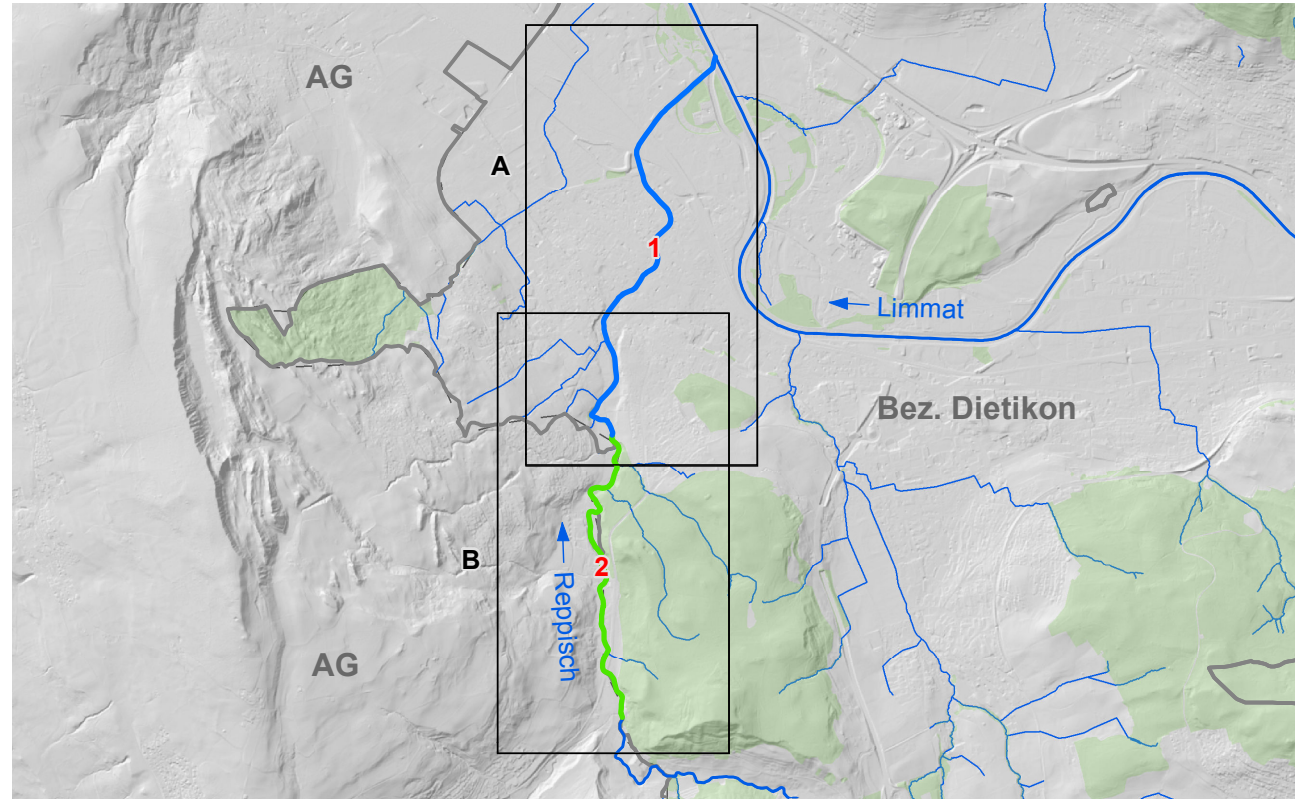 AG
A
1
Limmat
Bez. Dietikon
B
2
Reppisch
AG